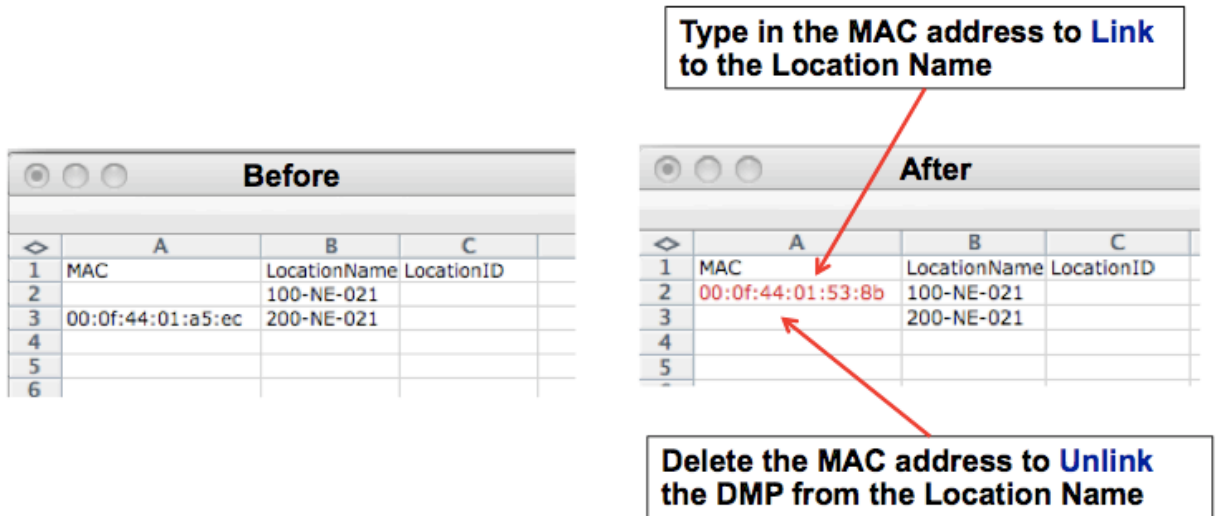 Type in the MAC address to Link
to the Location Name
Before
A B C
1 MAC LocationName LocationID
2 100-NE-021
3 00:0f:44:01:a5:ec 200-NE-021
4
5
6
After
A B C
1 MAC LocationName LocationID
2 00:0f:44:01:53:8b 100-NE-021
3 200-NE-021
4
5
Delete the MAC address to Unlink
the DMP from the Location Name